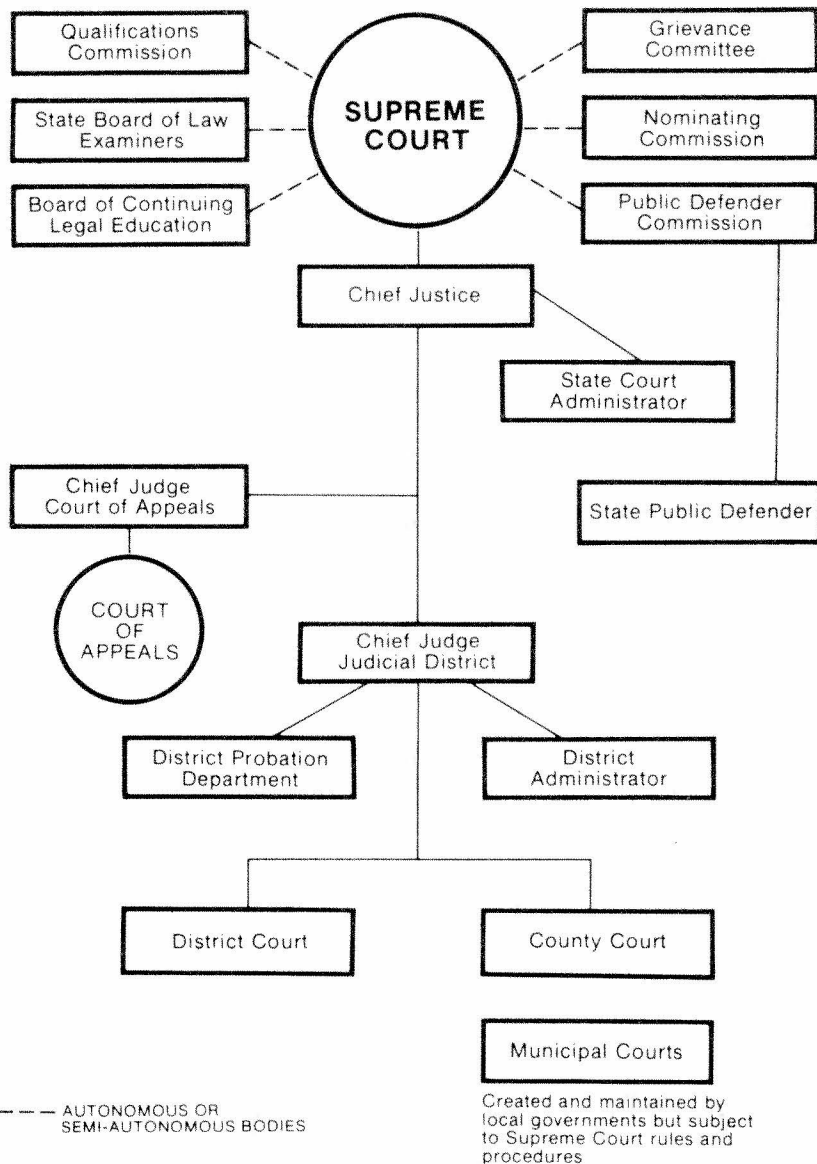 Qualifications
Commission
Grievance
Committee
SUPREME
COURT
State Board of Law
Examiners
Nominating
Commission
Board of Continuing
Legal Education
Public Defender
Commission
Chief Justice
State Court
Administrator
Chief Judge
Court of Appeals
State Public Defender
COURT
OF
APPEALS
Chief Judge
Judicial District
District Probation
Department
District
Administrator
District Court
County Court
Municipal Courts
Created and maintained by
local governments but subject
to Supreme Court rules and
procedures
AUTONOMOUS OR
SEMI-AUTONOMOUS BODIES